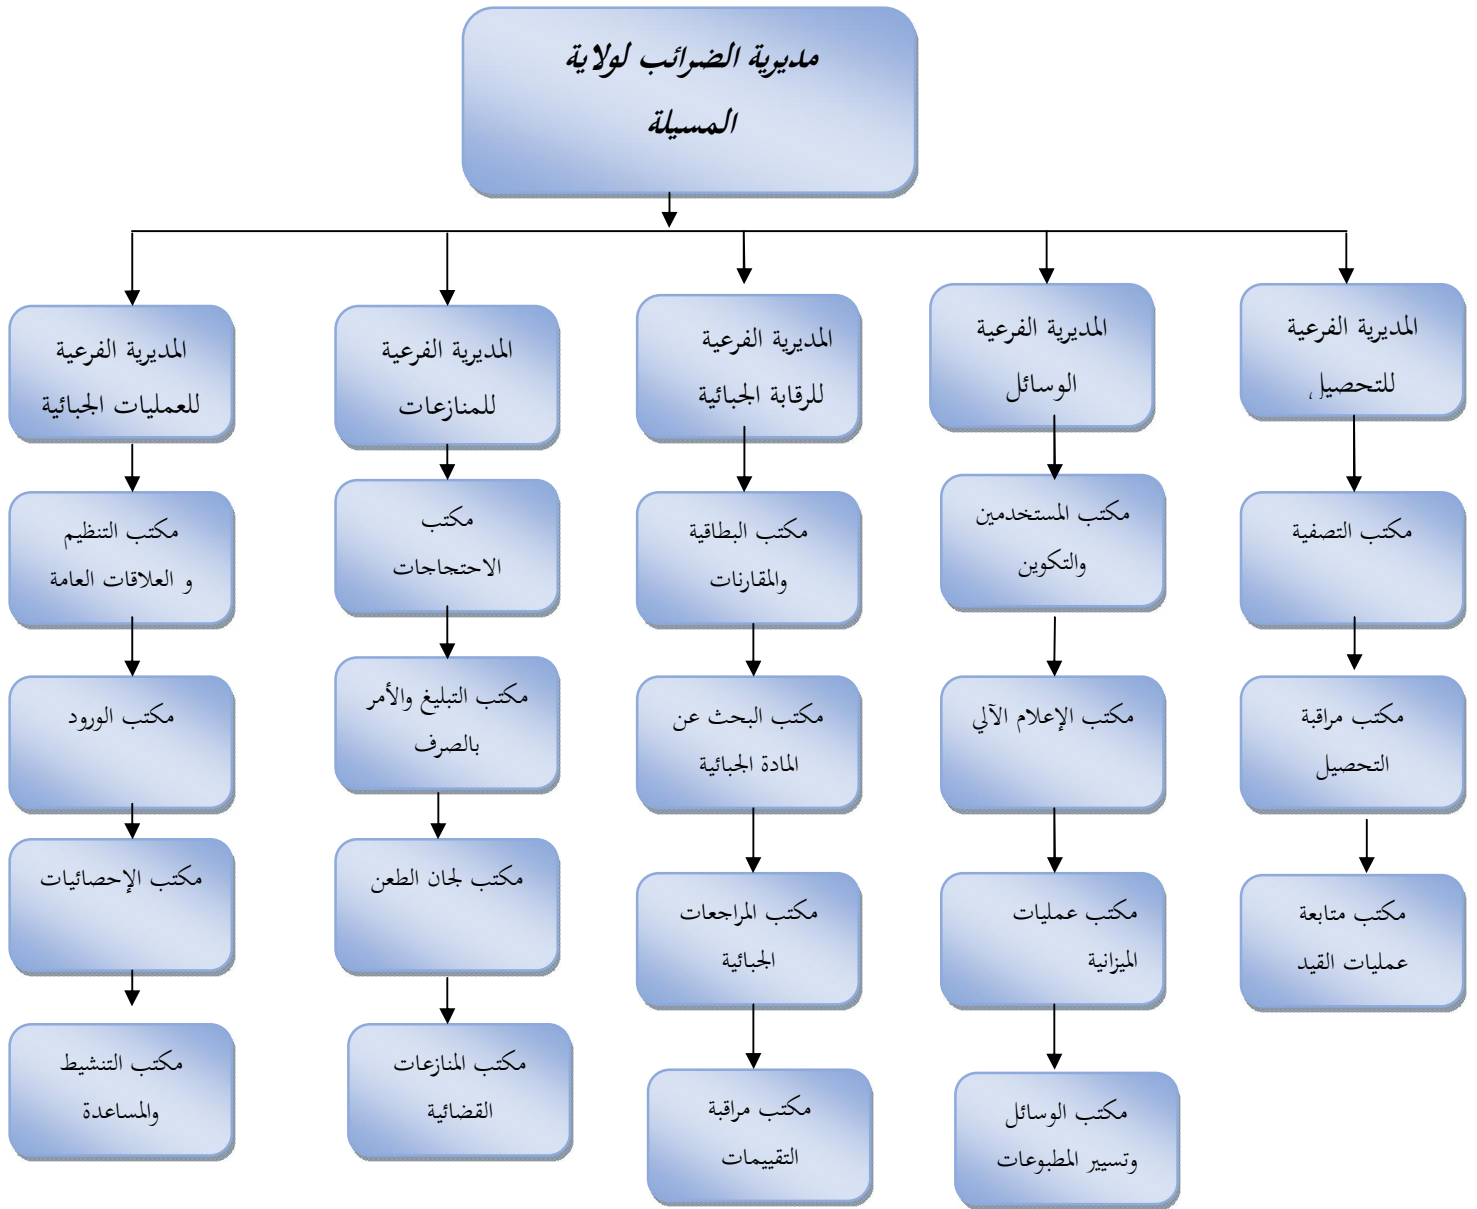 مديرية الضرائب لولاية
المسيلة
المديرية الفرعية
للتحصيل
مكتب التصفية
مكتب مراقبة
التحصيل
مكتب متابعة
عمليات القيد
المديرية الفرعية
الوسائل
مكتب المستخدمين
والتكوين
مكتب الإعلام الآلي
مكتب عمليات
الميزانية
مكتب الوسائل
وتسيير المطبوعات
المديرية الفرعية
للرقابة الجبائية
مكتب البطاقية
والمقارنات
مكتب البحث عن
المادة الجبائية
مكتب المراجعات
الجبائية
مكتب مراقبة
التقييمات
المديرية الفرعية
للمنازعات
مكتب
الاحتجاجات
مكتب التبليغ والأمر
بالصرف
مكتب لجان الطعن
مكتب المنازعات
القضائية
المديرية الفرعية
للعمليات الجبائية
مكتب التنظيم
و العلاقات العامة
مكتب الورود
مكتب الإحصائيات
مكتب التنشيط
والمساعدة